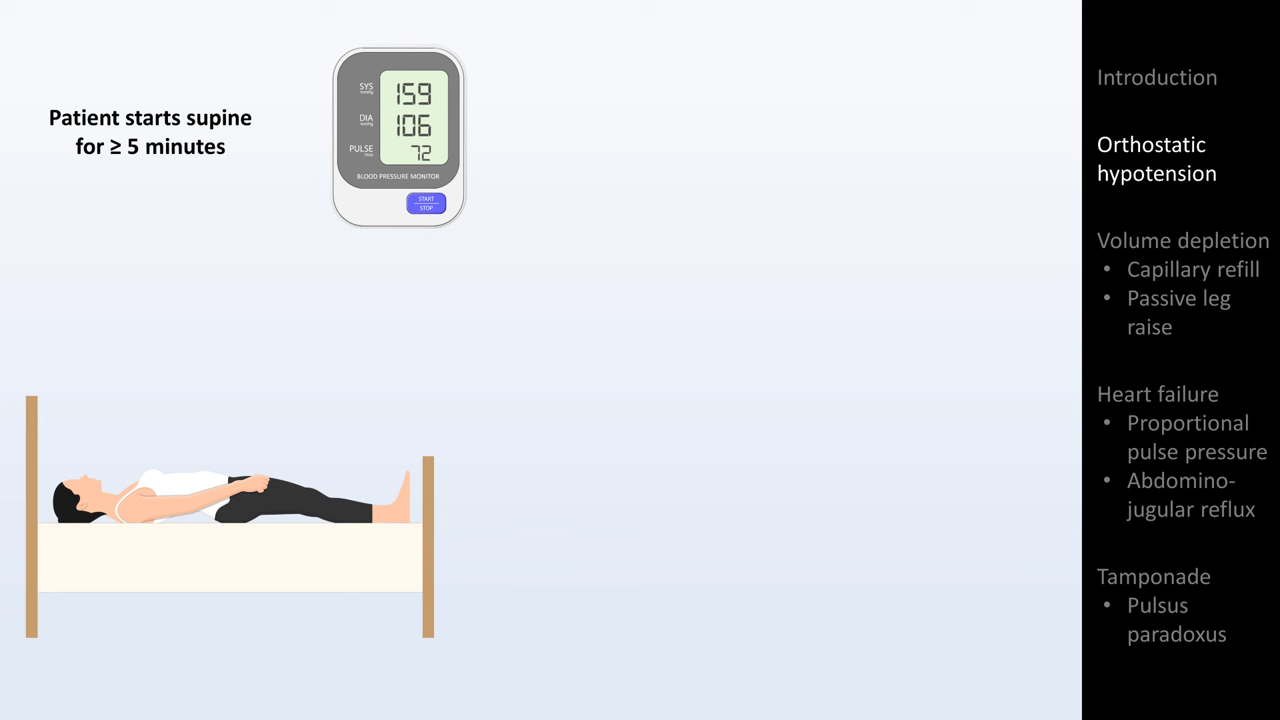 Patient starts supine
for ≥ 5 minutes
SYS
mmHg
159
DIA
mmHg
106
PULSE
/min
72
BLOOD PRESSURE MONITOR
START
STOP
Introduction
Orthostatic
hypotension
Volume depletion
• Capillary refill
• Passive leg
raise
Heart failure
• Proportional
pulse pressure
• Abdomino-
jugular reflux
Tamponade
• Pulsus
paradoxus